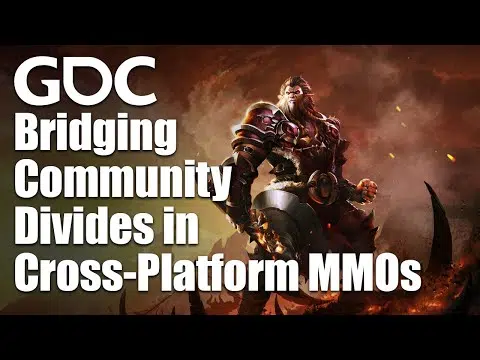 GDC
Bridging
Community
Divides in
Cross-Platform MMOs